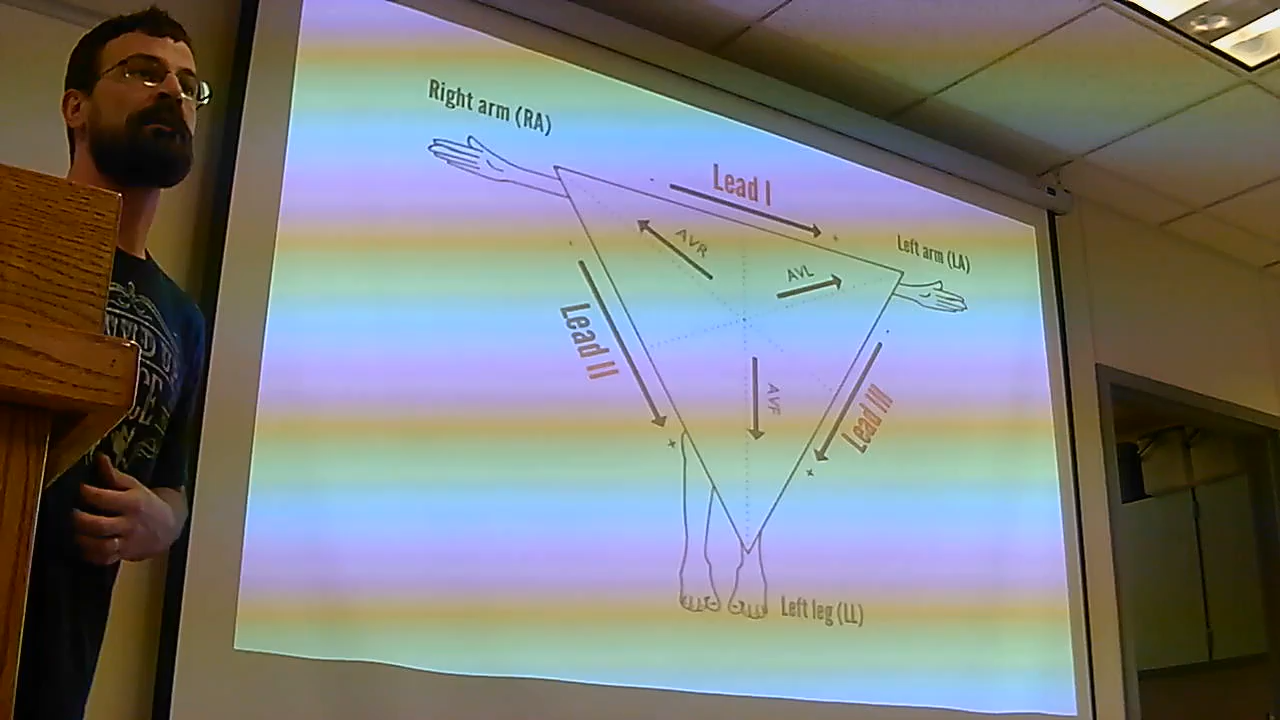 Right arm (RA)
Lead I
Left arm (LA)
AVR
AVL
Lead II
AVF
Lead III
Left leg (LL)